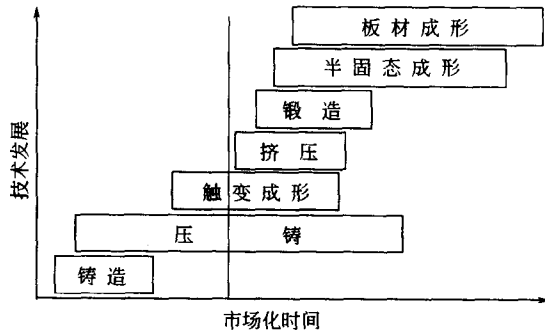 板材成形
半固态成形
锻造
挤压
触变成形
压铸
铸造
技术发展
市场化时间